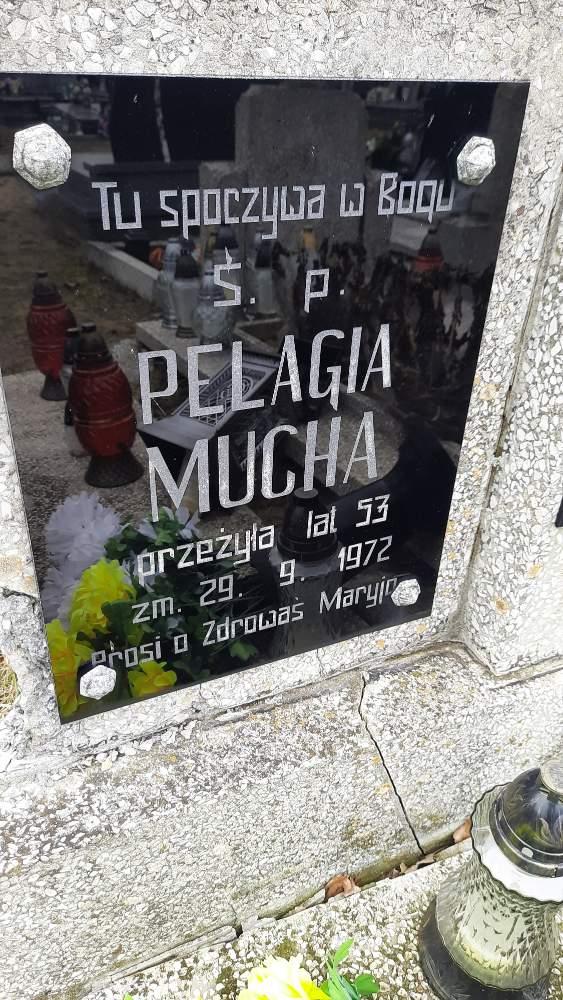 Tu spoczywa w Bogu
Ś. p.
PELAGIA
MUCHA
przeżyła lat 53
zm. 29. 9. 1972
prosi o Zdrowaś Maryjo